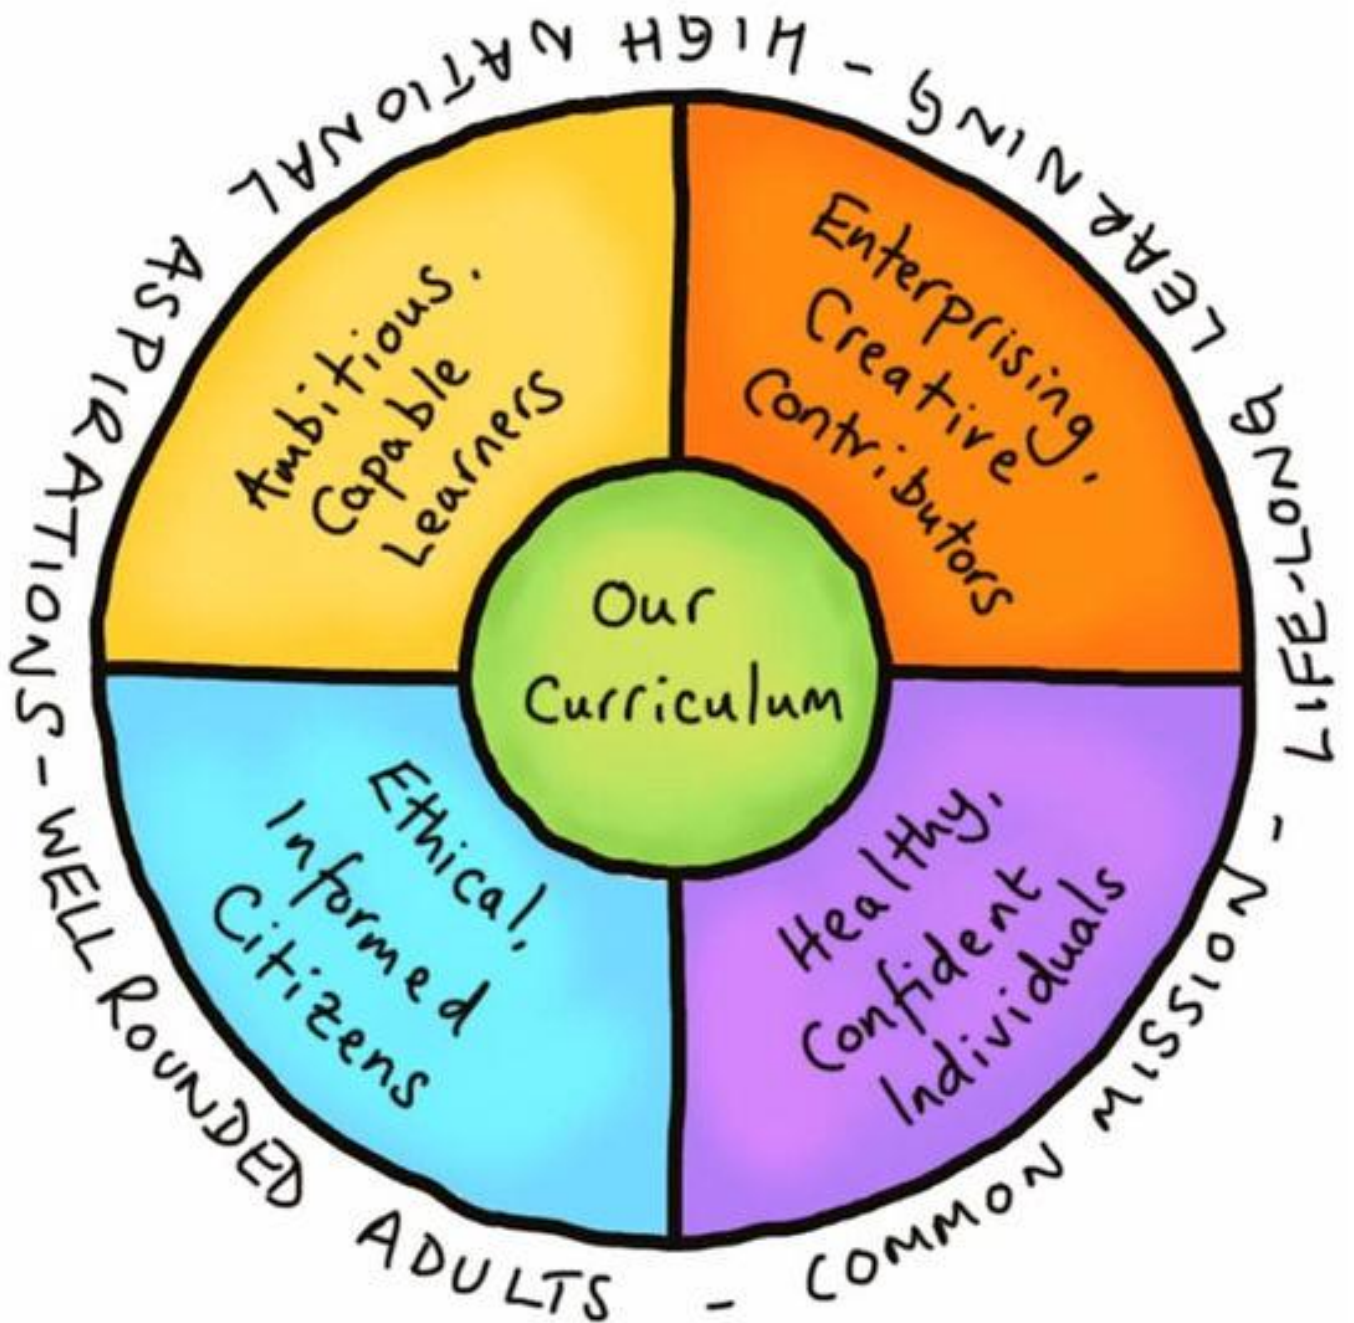 HIGH NATIONAL ASPIRATIONS - WELL ROUNDED ADULTS - COMMON MISSION - LIFE-LONG LEARNING -
Ambitious.
Capable
Learners
Enterprising,
Creative
Contributors
Our
Curriculum
Ethical,
Informed
Citizens
Healthy,
Confident
Individuals